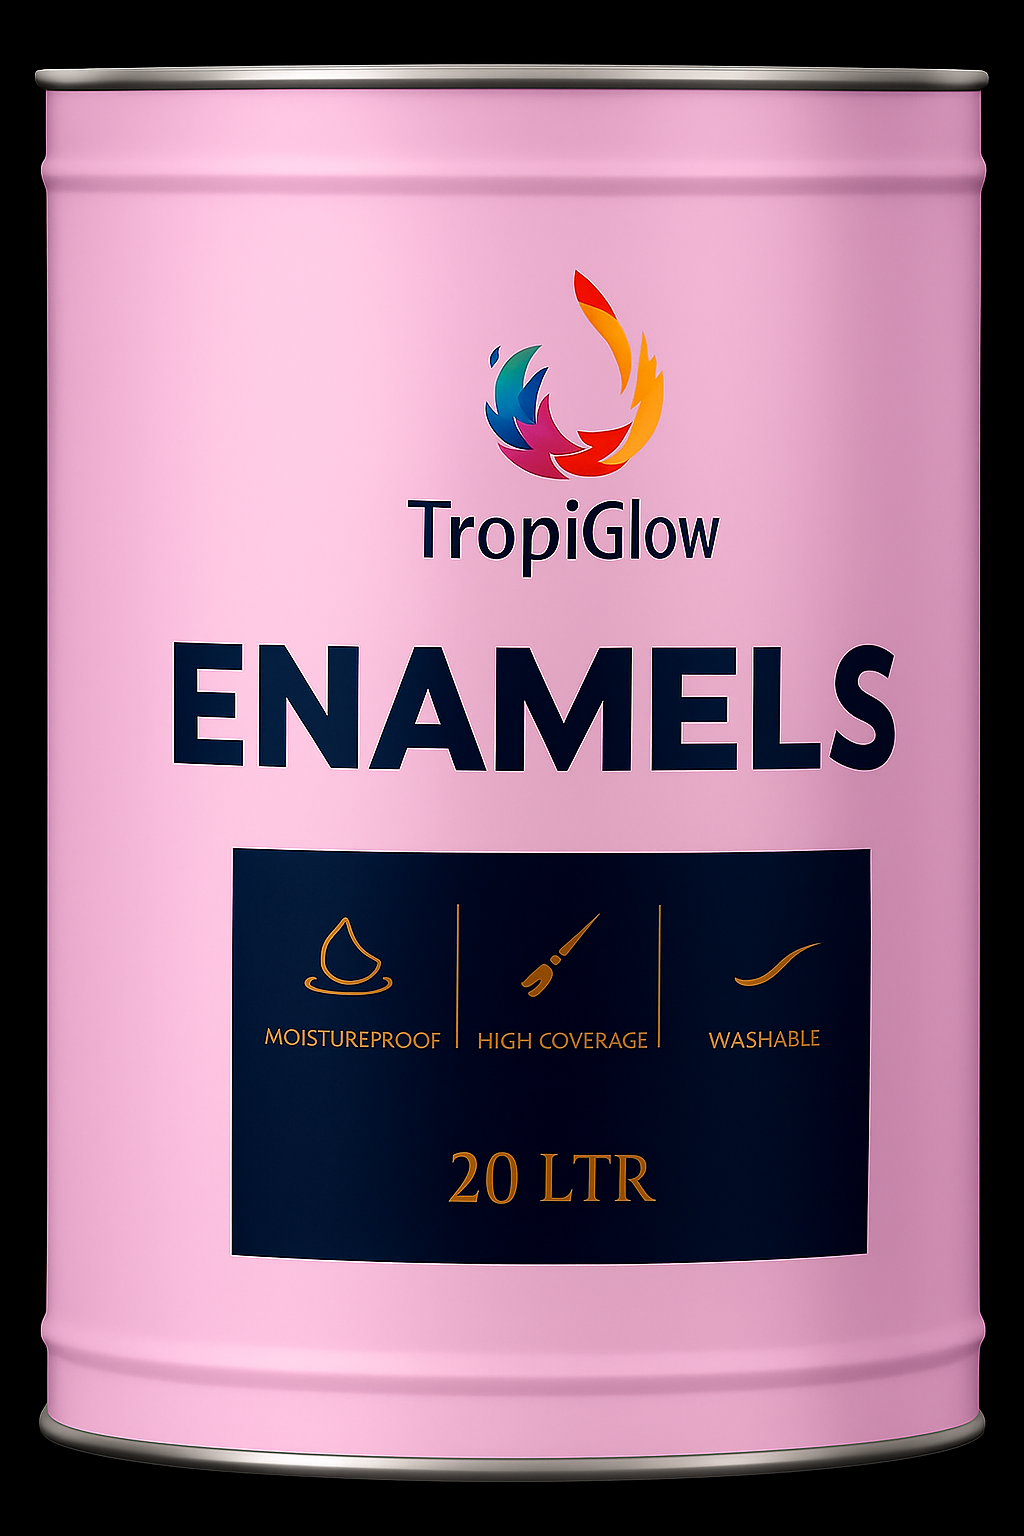 TropiGlow
ENAMELS
MOISTUREPROOF
HIGH COVERAGE
WASHABLE
20 LTR